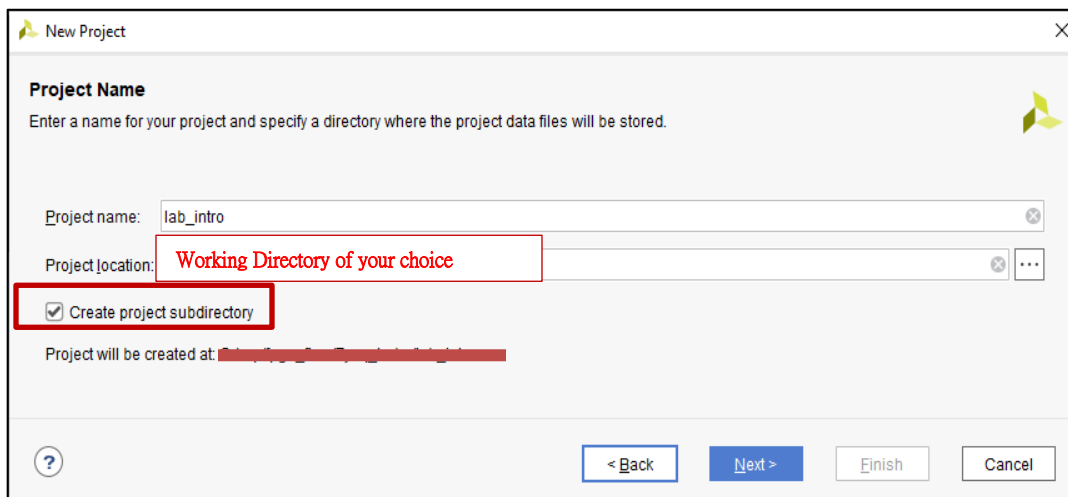 New Project
Project Name
Enter a name for your project and specify a directory where the project data files will be stored.
Project name: lab_intro
Project location: Working Directory of your choice ...
Create project subdirectory
Project will be created at:
? < Back Next > Finish Cancel